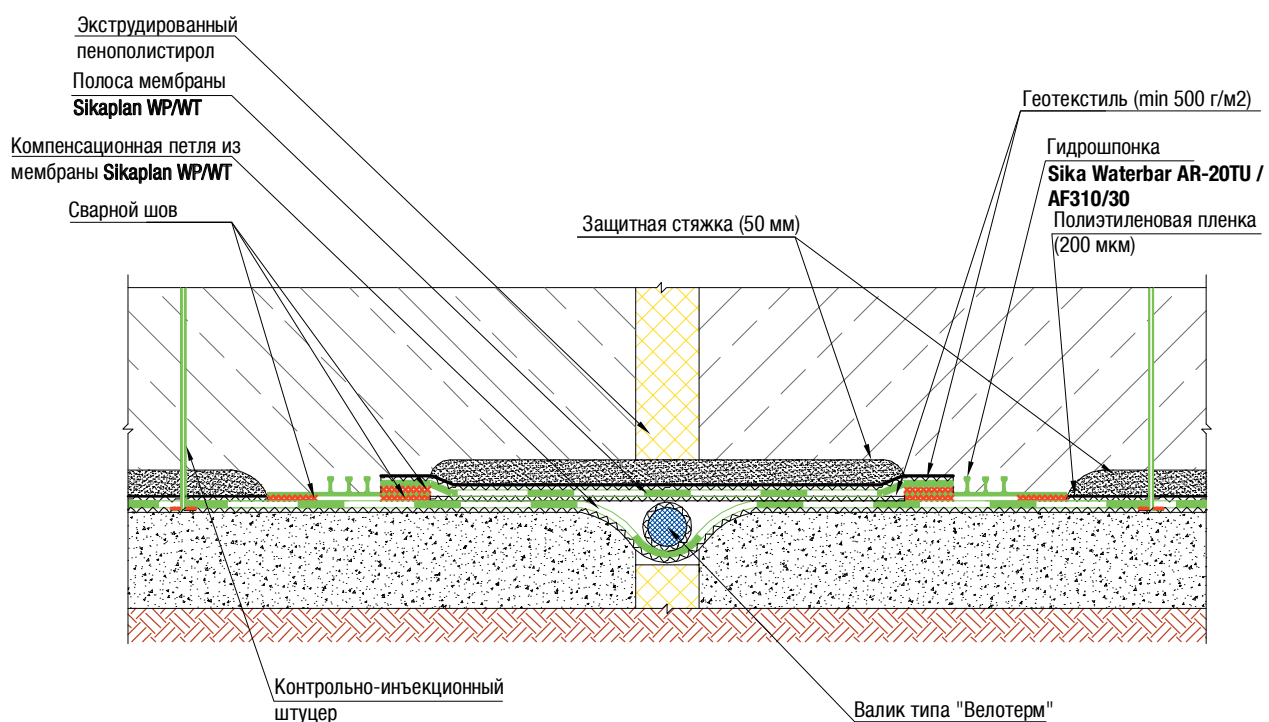 Экструдированный
пенополистирол
Полоса мембраны
Sikaplan WP/WT
Компенсационная петля из
мембраны Sikaplan WP/WT
Сварной шов
Защитная стяжка (50 мм)
Геотекстиль (min 500 г/м2)
Гидрошпонка
Sika Waterbar AR-20TU /
AF310/30
Полиэтиленовая пленка
(200 мкм)
Контрольно-инъекционный
штуцер
Валик типа "Велотерм"